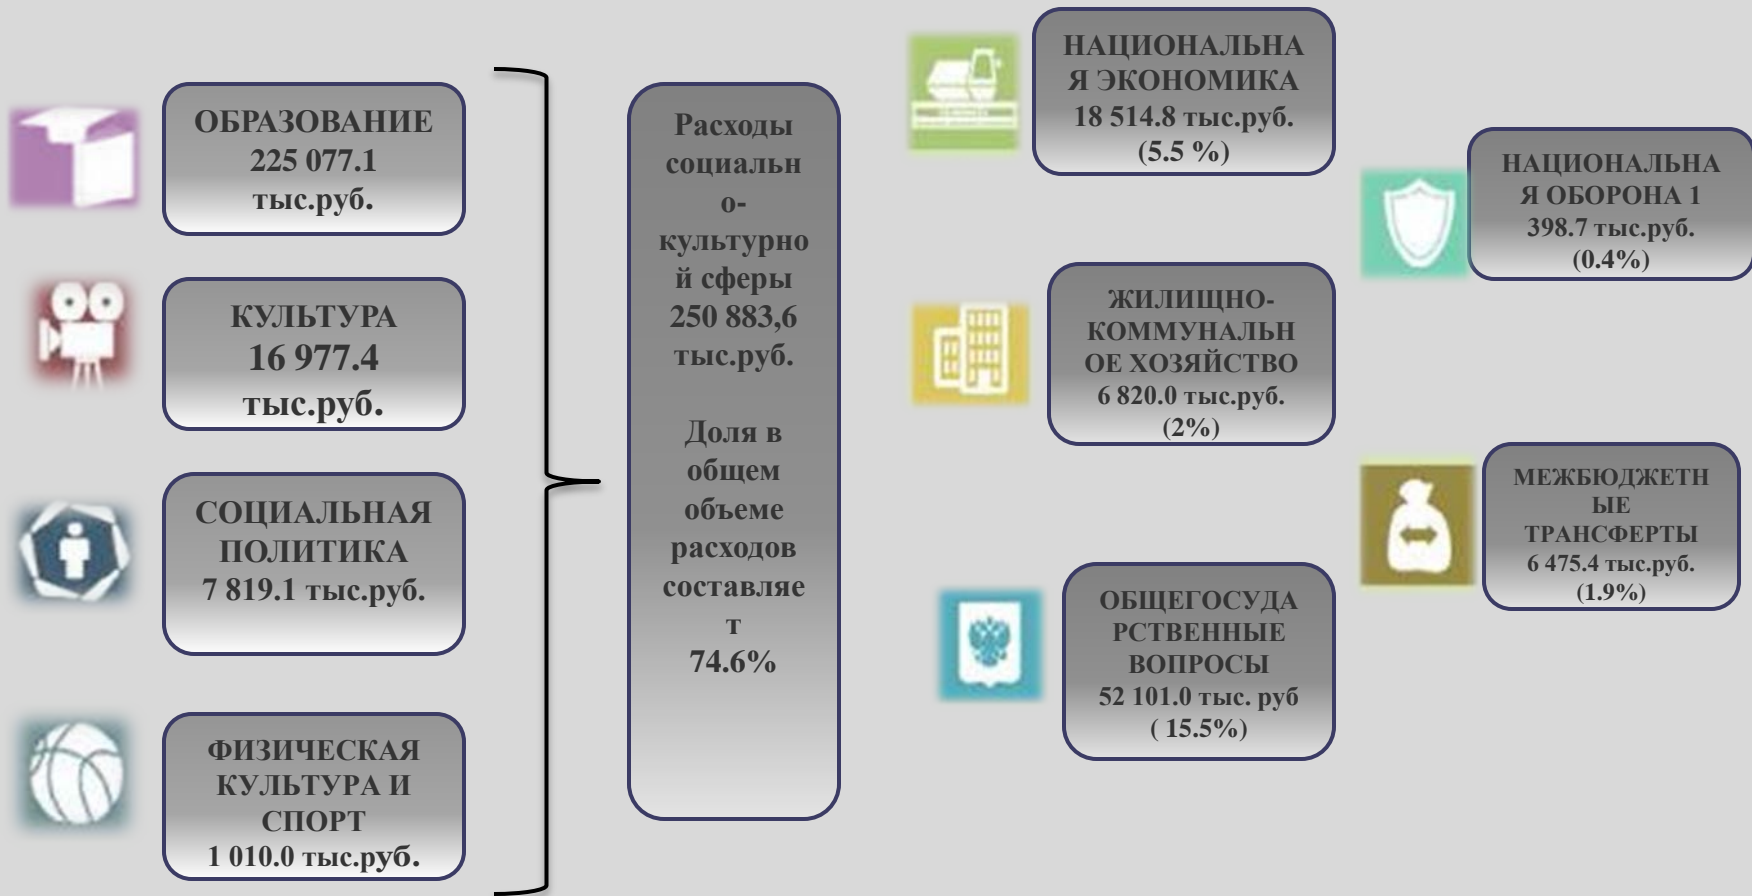 ОБРАЗОВАНИЕ
225 077.1
тыс.руб.
КУЛЬТУРА
16 977.4
тыс.руб.
СОЦИАЛЬНАЯ
ПОЛИТИКА
7 819.1 тыс.руб.
ФИЗИЧЕСКАЯ
КУЛЬТУРА И
СПОРТ
1 010.0 тыс.руб.
Расходы
социальн
о-
культурно
й сферы
250 883,6
тыс.руб.
Доля в
общем
объеме
расходов
составляе
т
74.6%
НАЦИОНАЛЬНА
Я ЭКОНОМИКА
18 514.8 тыс.руб.
(5.5 %)
ЖИЛИЩНО-
КОММУНАЛЬН
ОЕ ХОЗЯЙСТВО
6 820.0 тыс.руб.
(2%)
ОБЩЕГОСУДА
РСТВЕННЫЕ
ВОПРОСЫ
52 101.0 тыс. руб
( 15.5%)
НАЦИОНАЛЬНА
Я ОБОРОНА 1
398.7 тыс.руб.
(0.4%)
МЕЖБЮДЖЕТН
ЫЕ
ТРАНСФЕРТЫ
6 475.4 тыс.руб.
(1.9%)